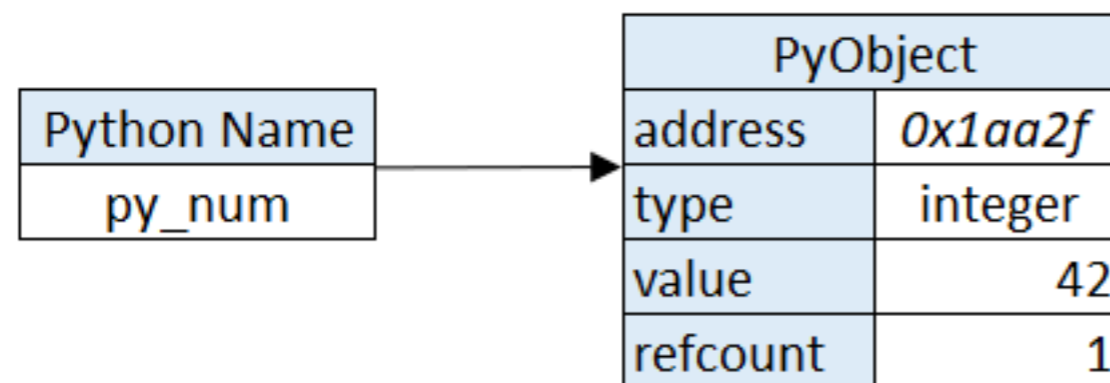 PyObject
Python Name
py_num
address 0x1aa2f
type integer
value 42
refcount 1